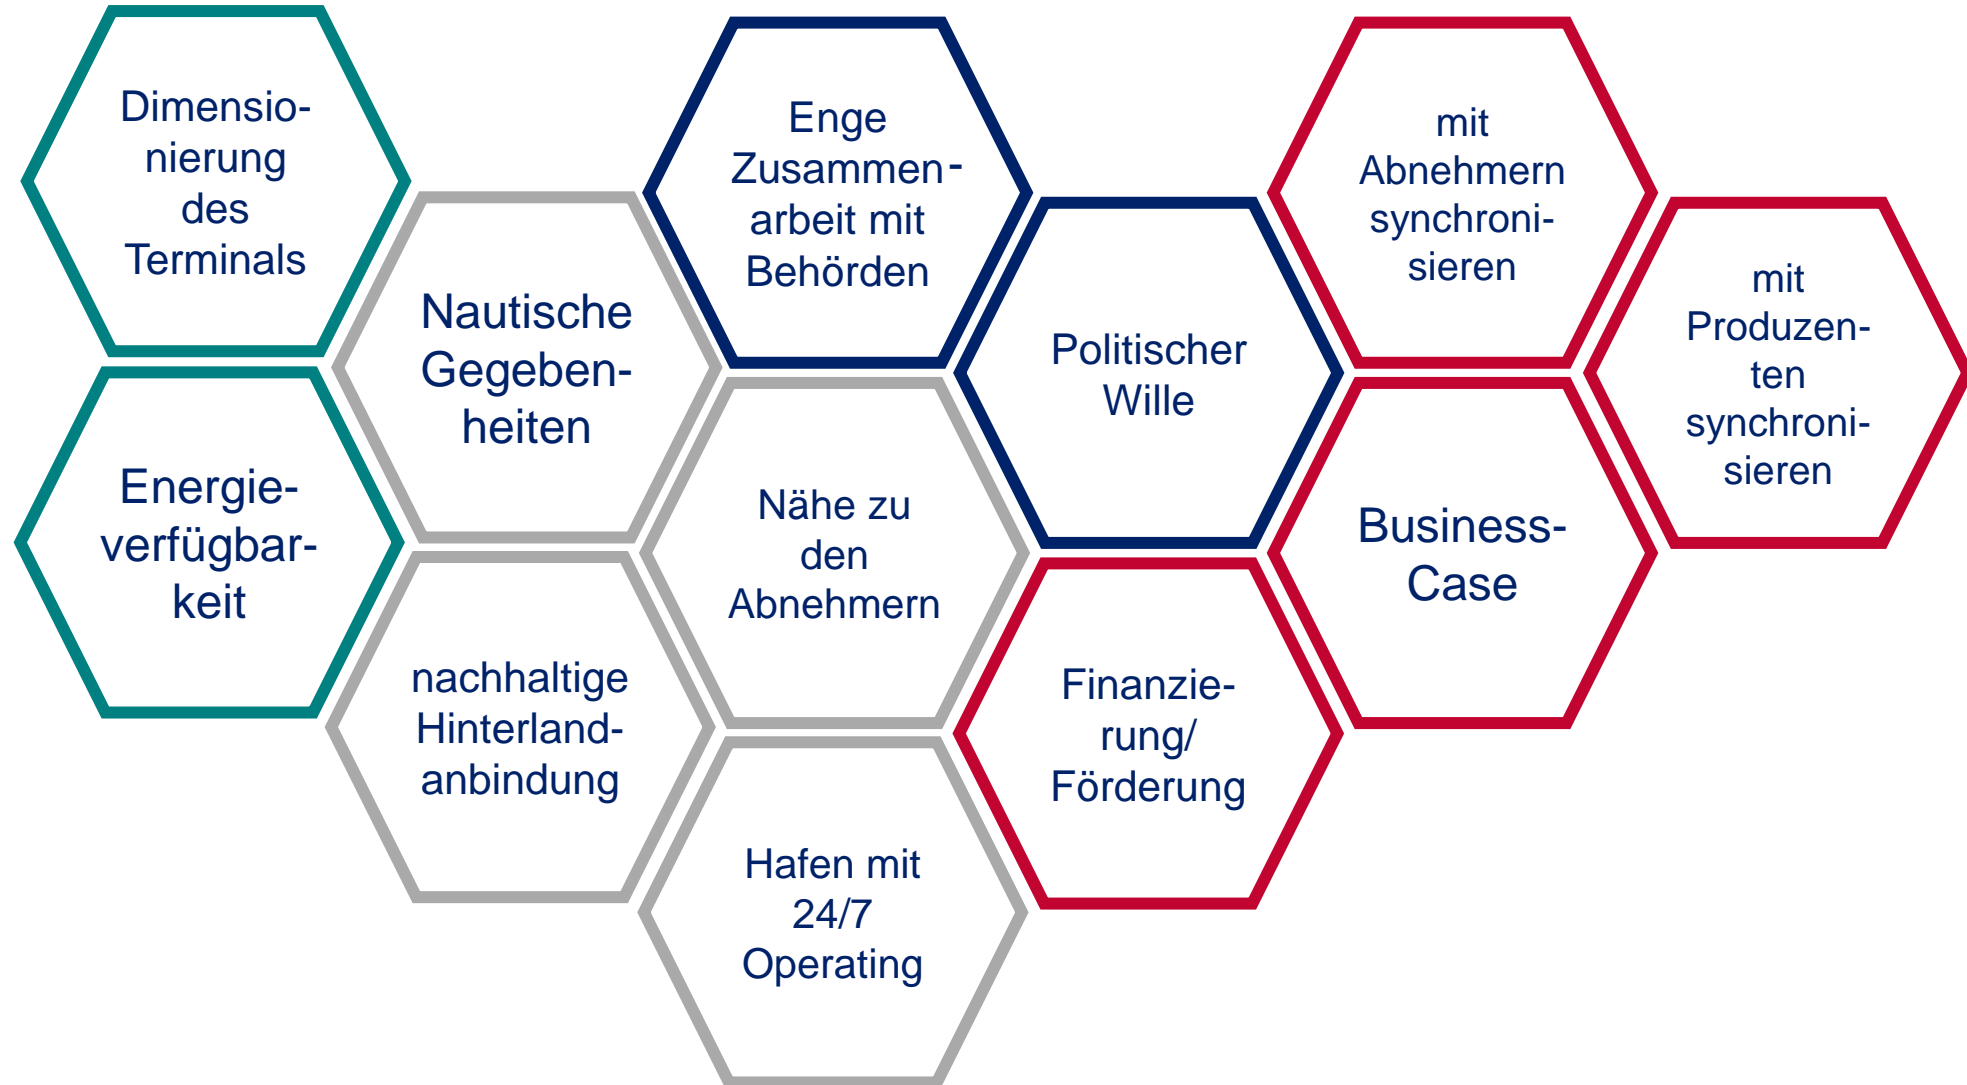 Dimensio-
nierung
des
Terminals
Energie-
verfügbar-
keit
Nautische
Gegeben-
heiten
nachhaltige
Hinterland-
anbindung
Enge
Zusammen-
arbeit mit
Behörden
Nähe zu
den
Abnehmern
Hafen mit
24/7
Operating
Politischer
Wille
Finanzie-
rung/
Förderung
mit
Abnehmern
synchroni-
sieren
Business-
Case
mit
Produzen-
ten
synchroni-
sieren